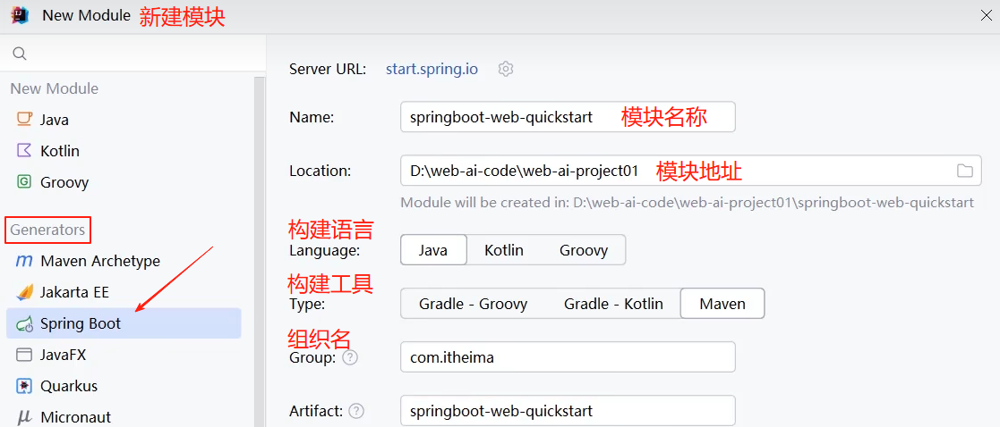 New Module 新建模块
New Module
Java
Kotlin
Groovy
Generators
Maven Archetype
Jakarta EE
Spring Boot
JavaFX
Quarkus
Micronaut
Server URL: start.spring.io
Name: springboot-web-quickstart 模块名称
Location: D:\web-ai-code\web-ai-project01 模块地址
Module will be created in: D:\web-ai-code\web-ai-project01\springboot-web-quickstart
构建语言
Language: Java Kotlin Groovy
构建工具
Type: Gradle - Groovy Gradle - Kotlin Maven
组织名
Group: ? com.itheima
Artifact: ? springboot-web-quickstart